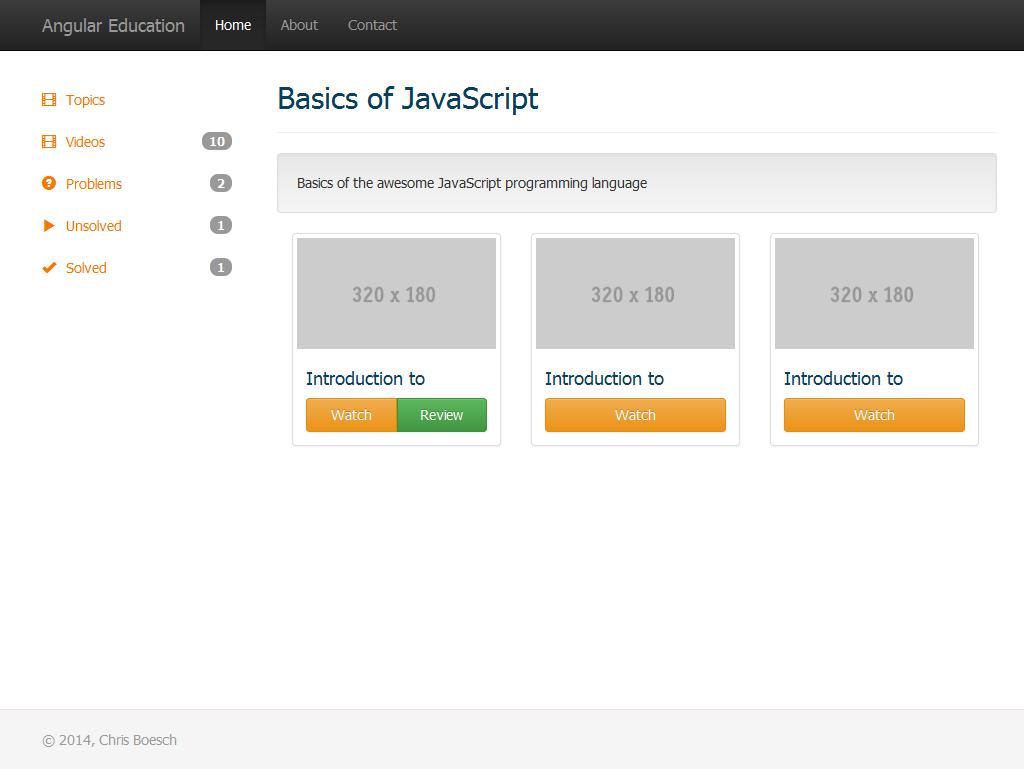 Angular Education Home About Contact
Topics
Videos 10
Problems 2
Unsolved 1
Solved 1
Basics of JavaScript
Basics of the awesome JavaScript programming language
320 x 180 320 x 180 320 x 180
Introduction to Introduction to Introduction to
Watch Review Watch Watch
© 2014, Chris Boesch